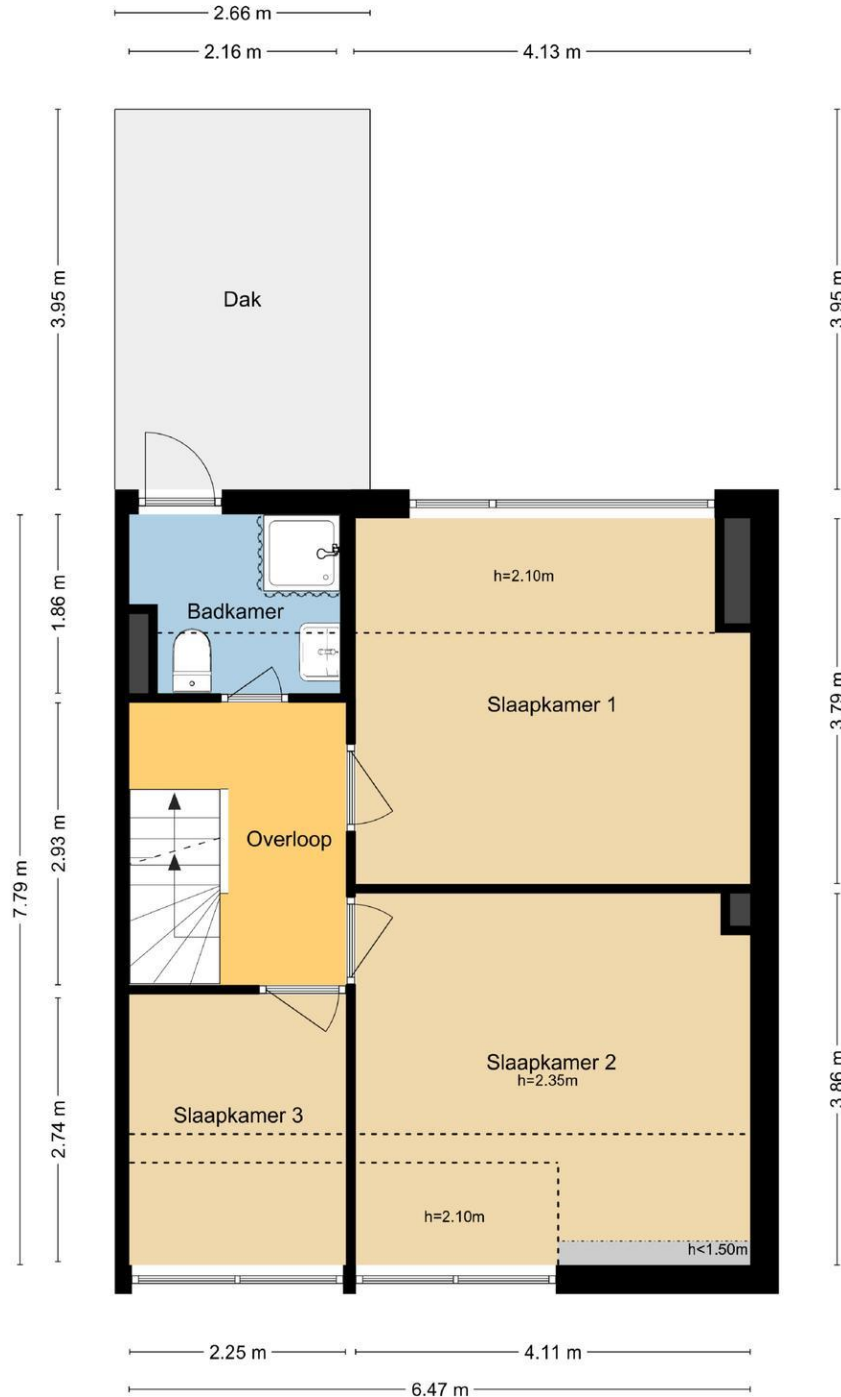 2.66 m
2.16 m
4.13 m
3.95 m
3.95 m
Dak
h=2.10m
1.86 m
Badkamer
Slaapkamer 1
3.79 m
2.93 m
Overloop
7.79 m
Slaapkamer 2
h=2.35m
3.86 m
Slaapkamer 3
2.74 m
h=2.10m
h<1.50m
2.25 m
4.11 m
6.47 m